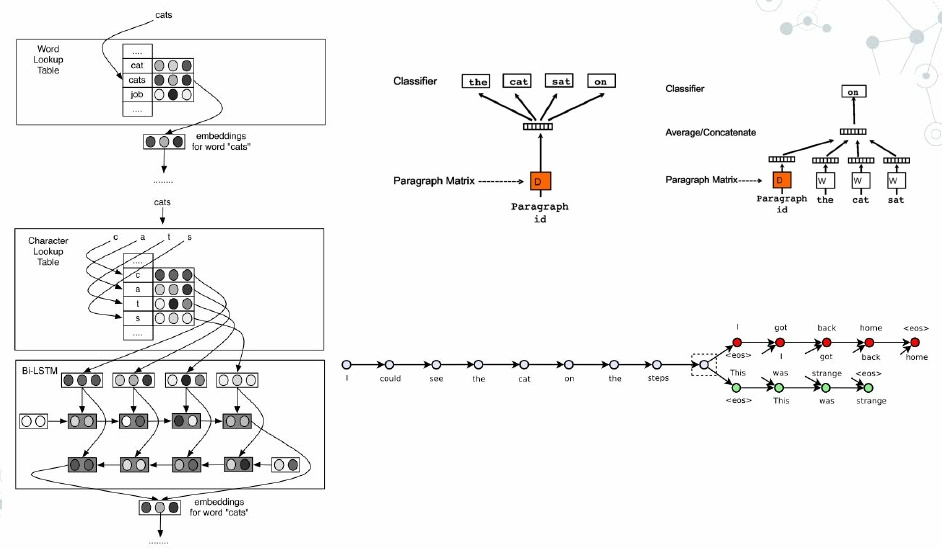 cats
Word
Lookup
Table
....
cat
cats
job
....
embeddings
for word "cats"
........
cats
Character
Lookup
Table
c a t s
....
c
a
t
s
....
Bi-LSTM
embeddings
for word "cats"
........
Classifier
the cat sat on
Paragraph Matrix
D
Paragraph
id
Classifier
on
Average/Concatenate
Paragraph Matrix
D W W W
Paragraph
id
the cat sat
I could see the cat on the steps
I got back home <eos>
<eos> I got back home
This was strange <eos>
<eos> This was strange